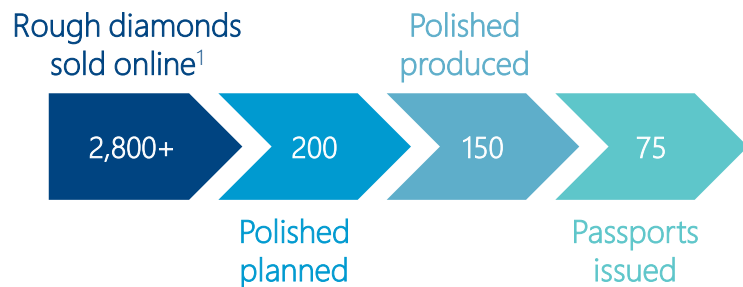 Rough diamonds
sold online¹
Polished
produced
2,800+
200
150
75
Polished
planned
Passports
issued